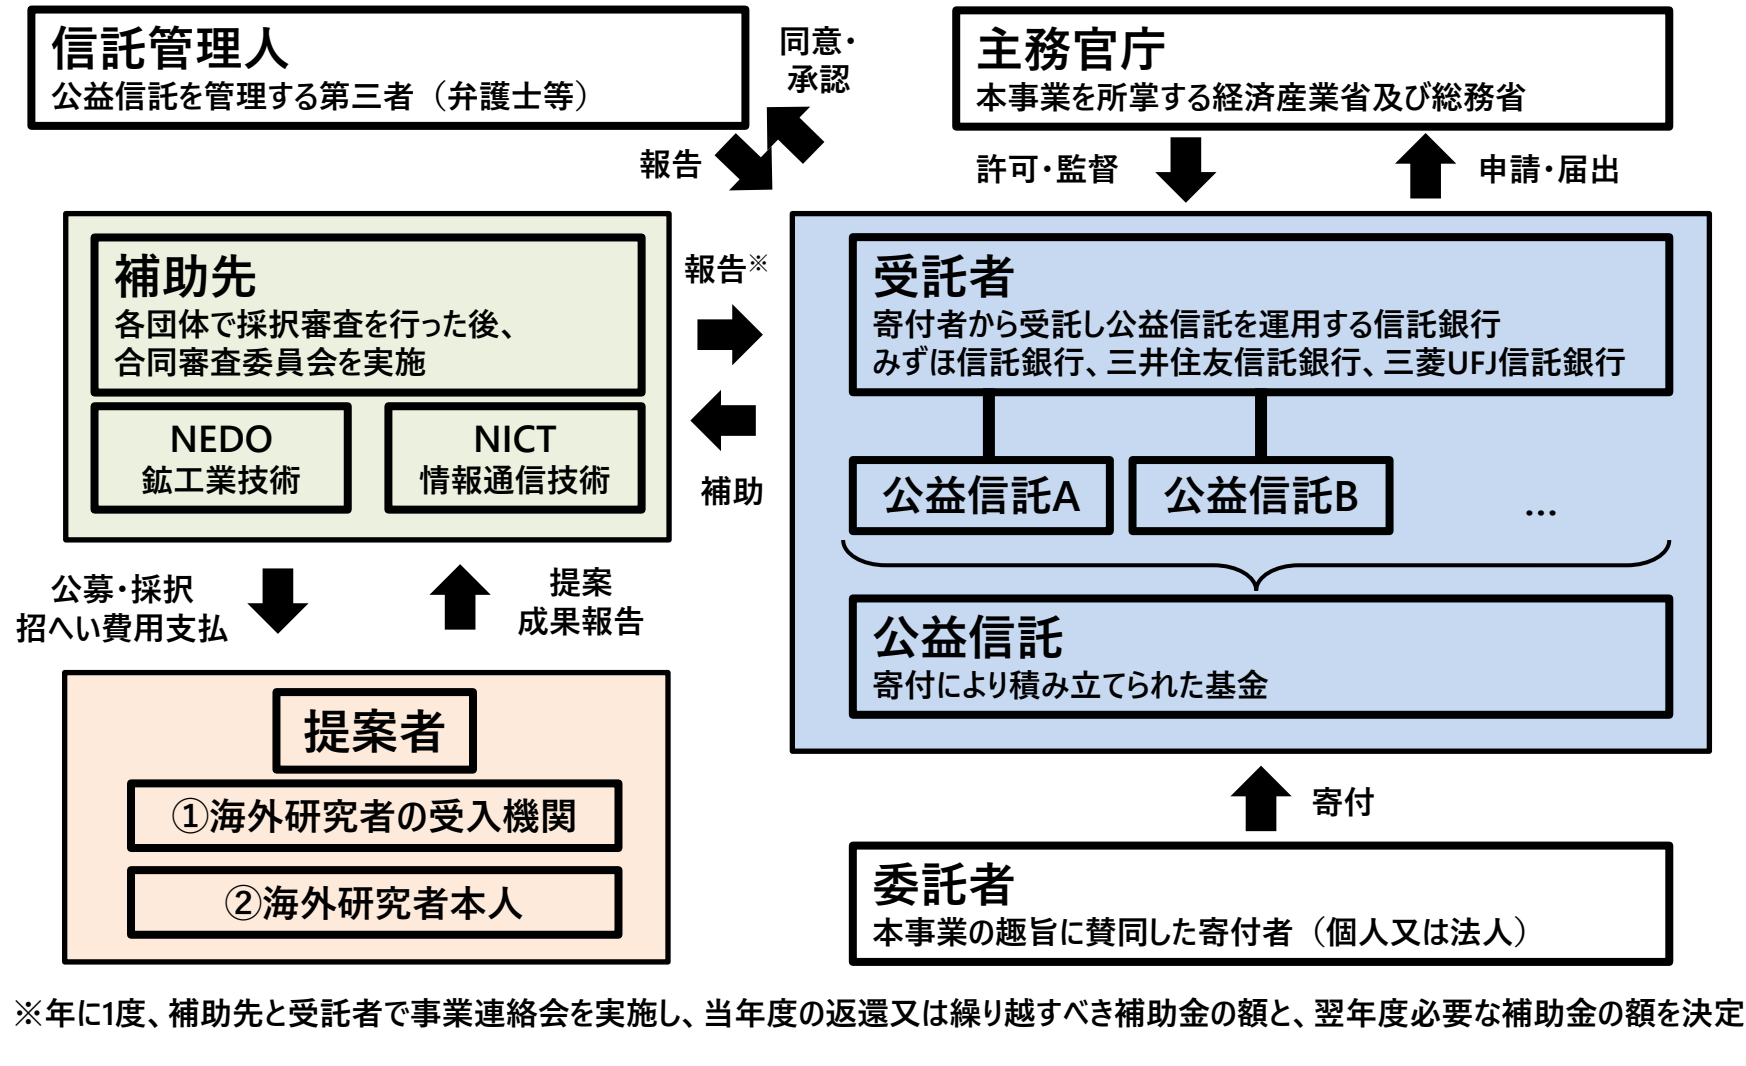 信託管理人
公益信託を管理する第三者（弁護士等）
同意・
承認
報告
主務官庁
本事業を所掌する経済産業省及び総務省
許可・監督
申請・届出
補助先
各団体で採択審査を行った後、
合同審査委員会を実施
NEDO
鉱工業技術
NICT
情報通信技術
報告※
補助
受託者
寄付者から受託し公益信託を運用する信託銀行
みずほ信託銀行、三井住友信託銀行、三菱UFJ信託銀行
公益信託A
公益信託B
…
公益信託
寄付により積み立てられた基金
公募・採択
招へい費用支払
提案
成果報告
提案者
①海外研究者の受入機関
②海外研究者本人
寄付
委託者
本事業の趣旨に賛同した寄付者（個人又は法人）
※年に1度、補助先と受託者で事業連絡会を実施し、当年度の返還又は繰り越すべき補助金の額と、翌年度必要な補助金の額を決定